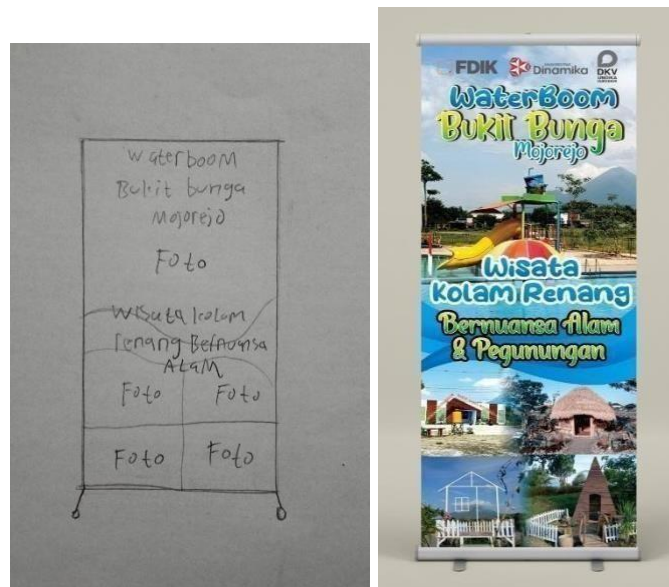 Waterboom
Bukit bunga
Mojorejo
Foto
Wisata kolam
renang Bernuansa
Alam
Foto Foto
Foto Foto
FDIK
Dinamika
DKV
WaterBoom
Bukit Bunga
Mojorejo
Wisata
Kolam Renang
Bernuansa Alam
& Pegunungan